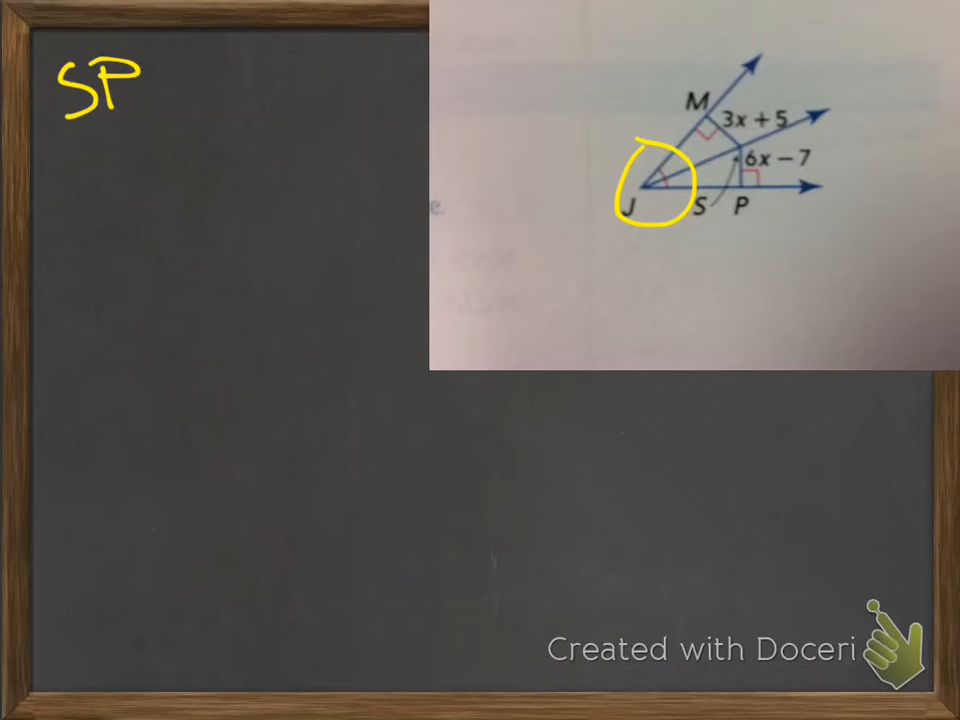 SP
M
3x + 5
6x − 7
e.
J
S
P
Created with Doceri